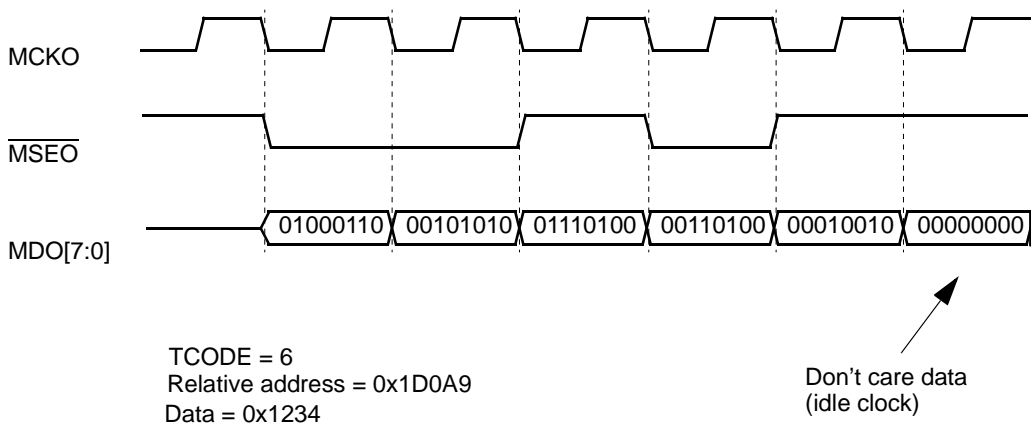 MCKO
MSEO
MDO[7:0]
01000110 00101010 01110100 00110100 00010010 00000000
TCODE = 6
Relative address = 0x1D0A9
Data = 0x1234
Don't care data
(idle clock)